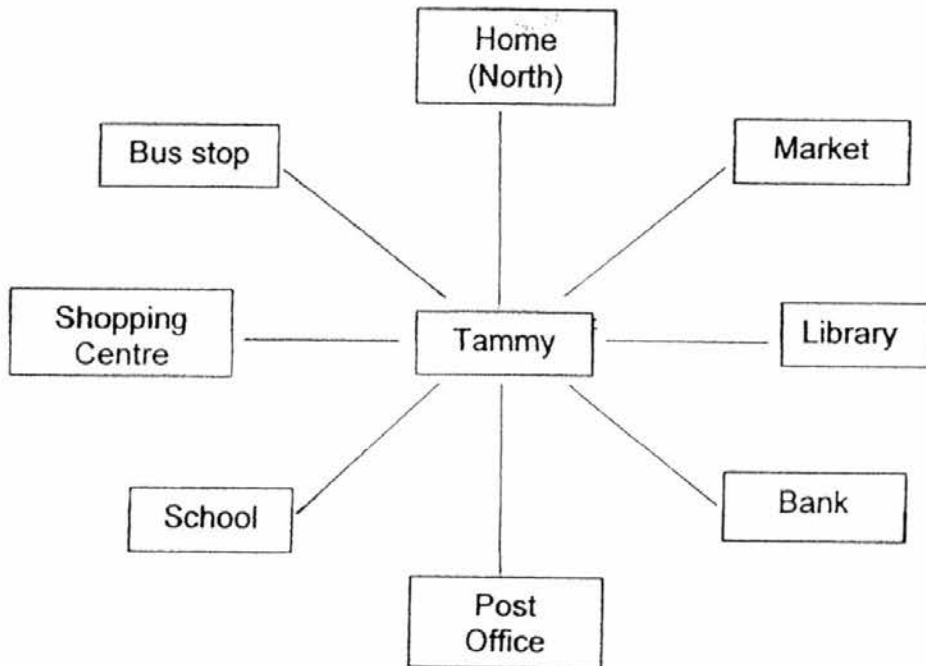 Home
(North)
Bus stop
Market
Shopping
Centre
Tammy
Library
School
Bank
Post
Office